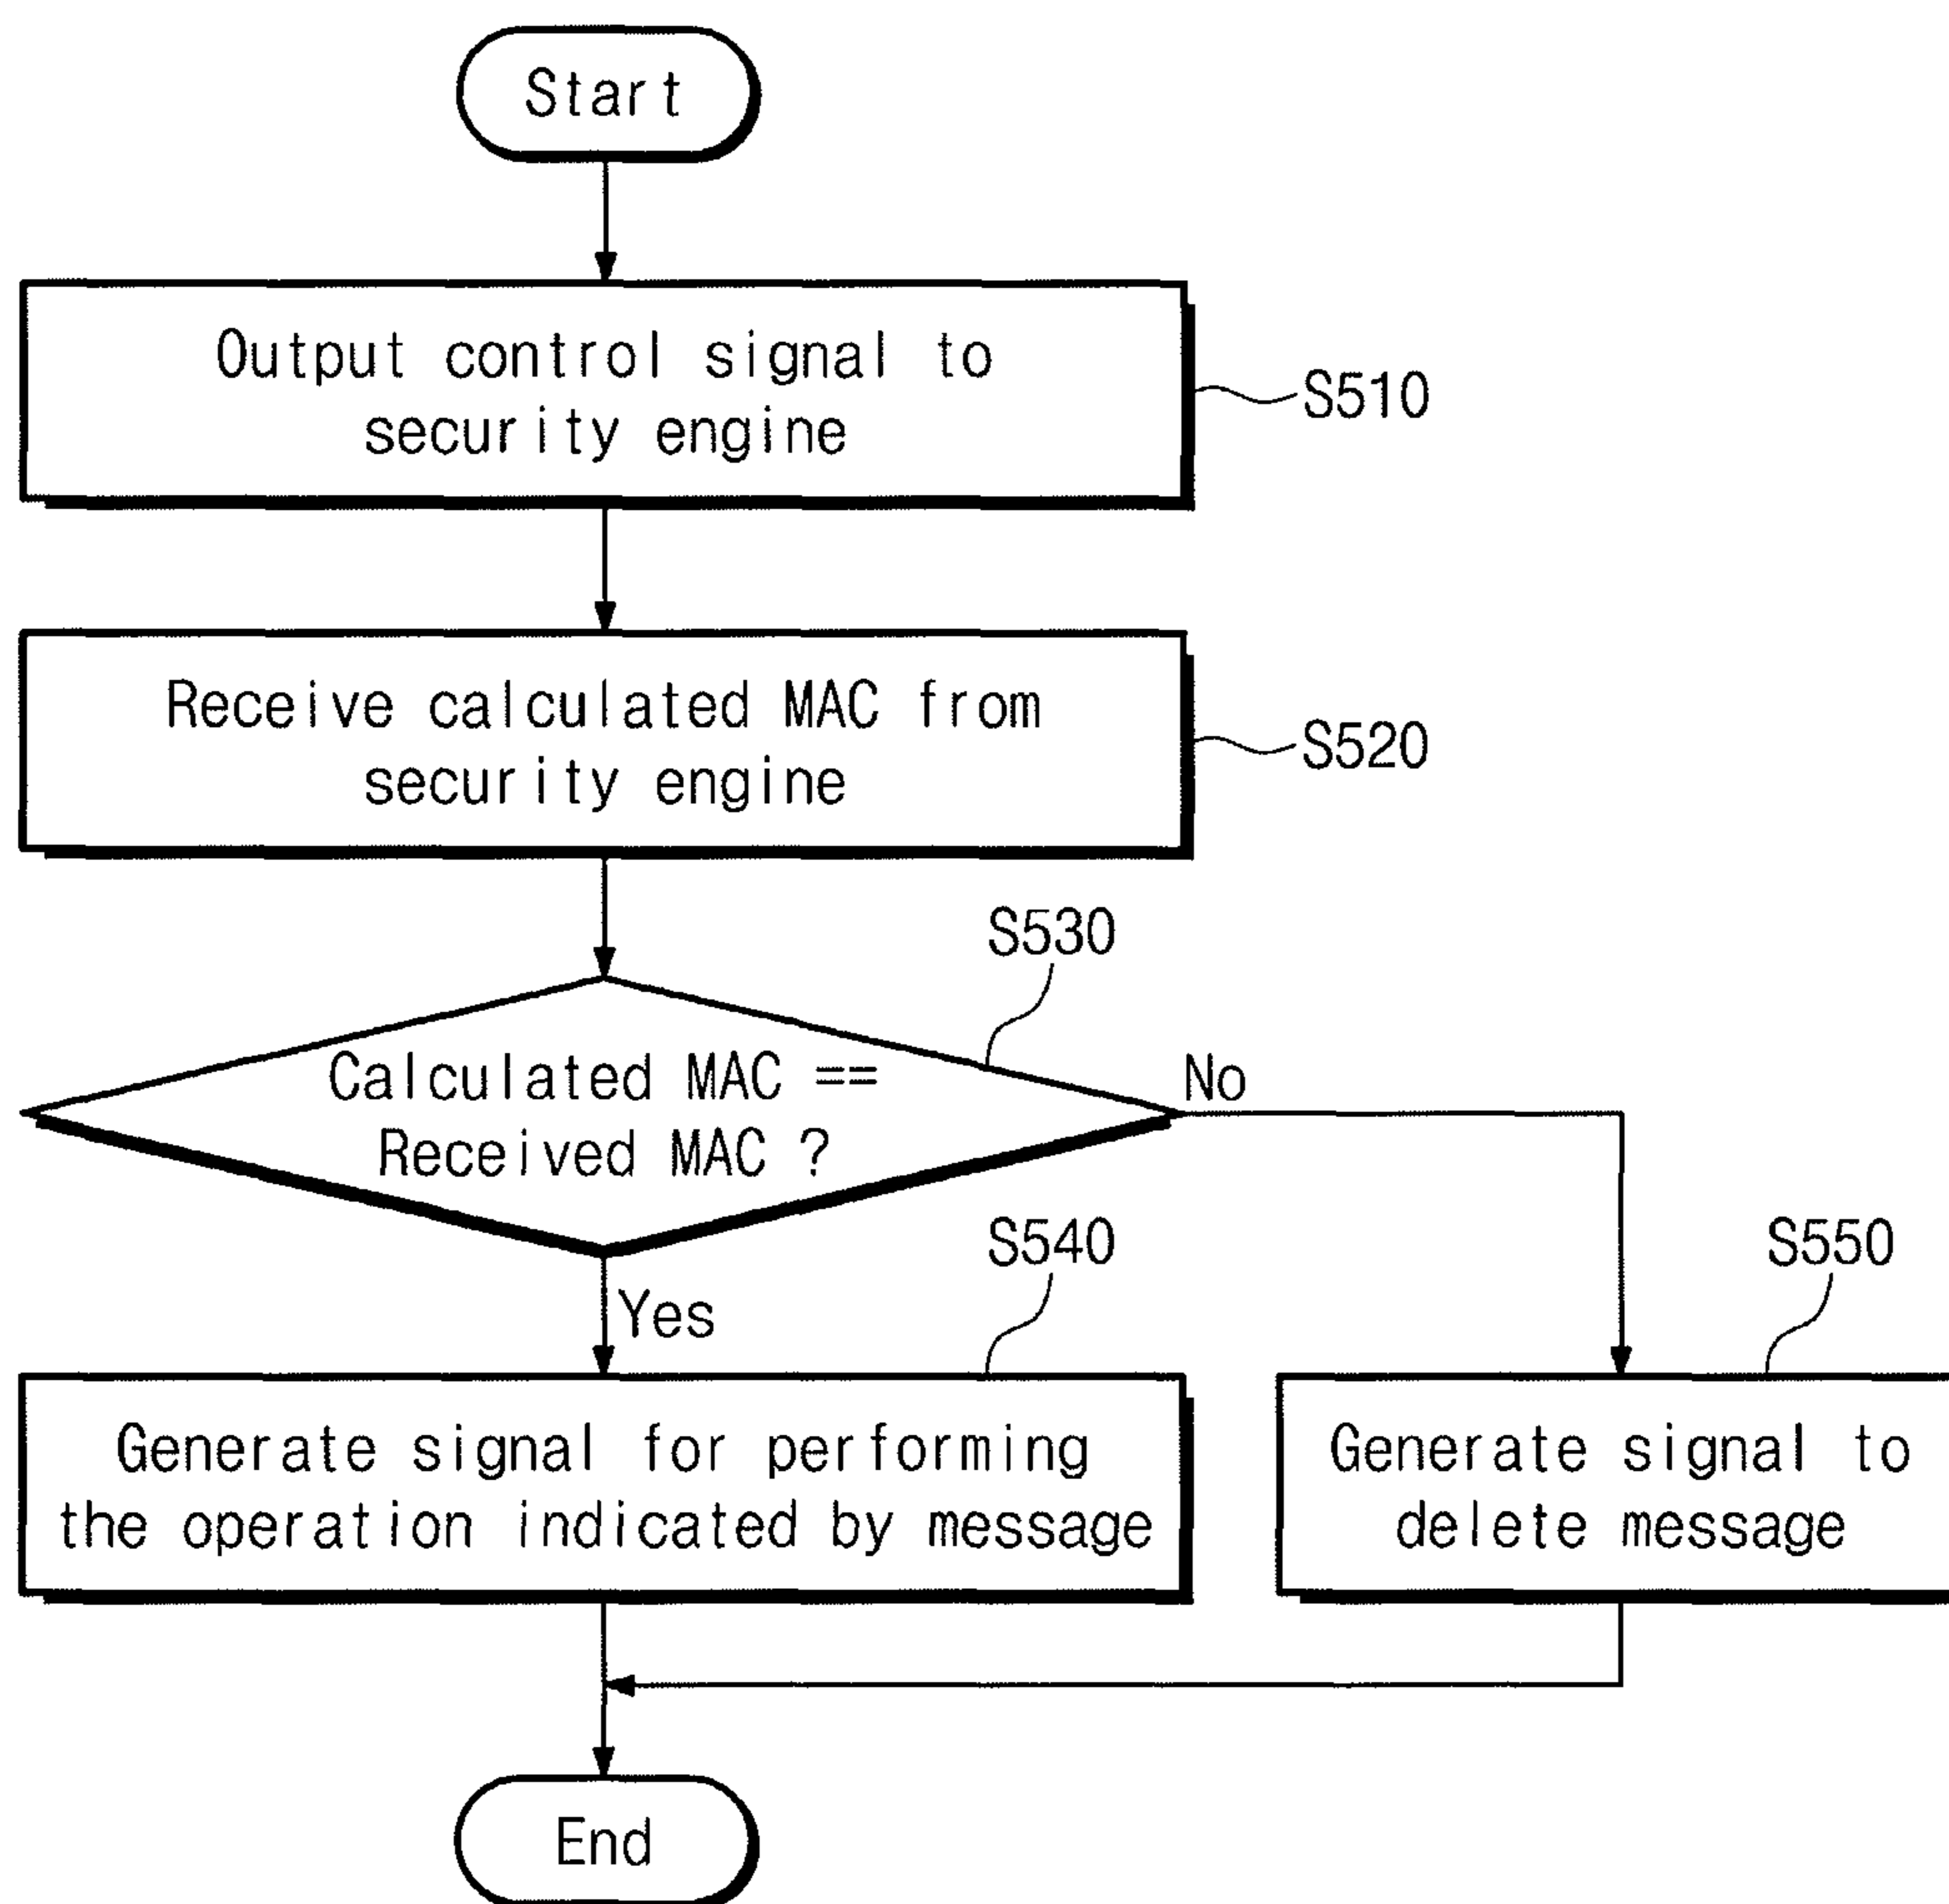 Start
Output control signal to
security engine
S510
Receive calculated MAC from
security engine
S520
S530
Calculated MAC ==
Received MAC ?
No
Yes
S540
Generate signal for performing
the operation indicated by message
S550
Generate signal to
delete message
End